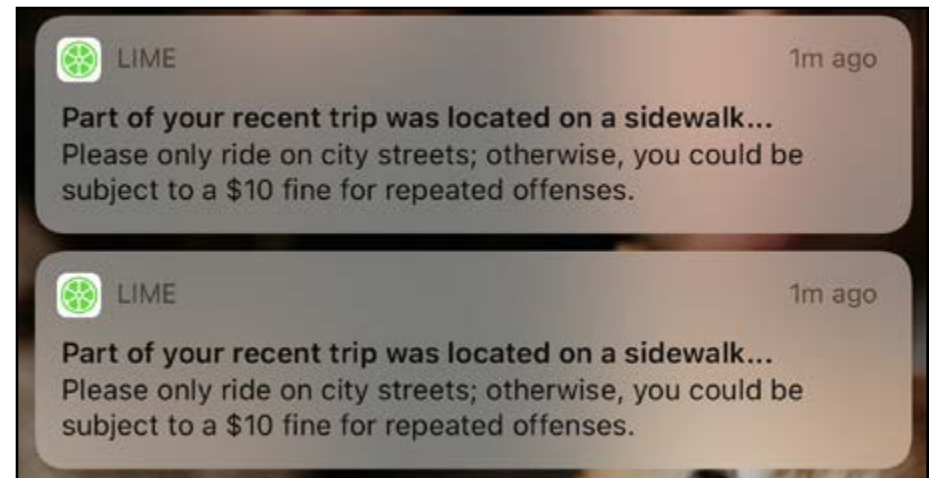 LIME 1m ago
Part of your recent trip was located on a sidewalk...
Please only ride on city streets; otherwise, you could be
subject to a $10 fine for repeated offenses.
LIME 1m ago
Part of your recent trip was located on a sidewalk...
Please only ride on city streets; otherwise, you could be
subject to a $10 fine for repeated offenses.